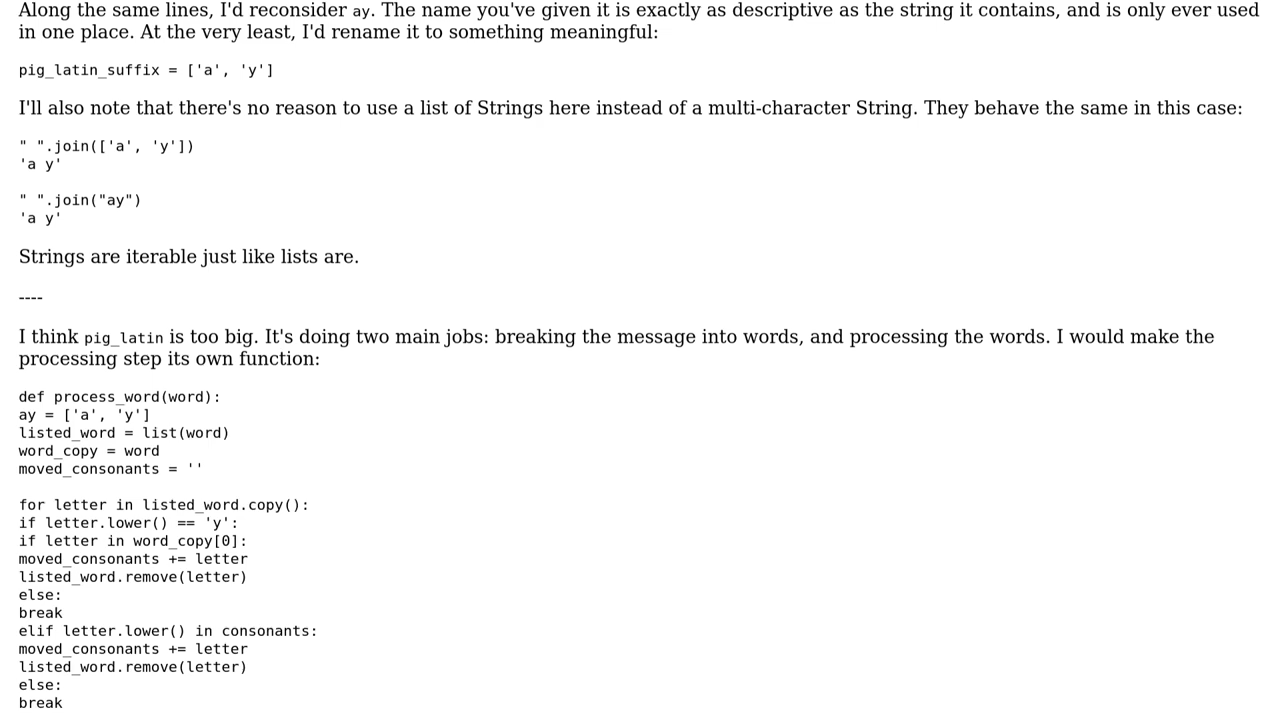 Along the same lines, I'd reconsider ay. The name you've given it is exactly as descriptive as the string it contains, and is only ever used
in one place. At the very least, I'd rename it to something meaningful:
pig_latin_suffix = ['a', 'y']
I'll also note that there's no reason to use a list of Strings here instead of a multi-character String. They behave the same in this case:
" ".join(['a', 'y'])
'a y'
" ".join("ay")
'a y'
Strings are iterable just like lists are.
----
I think pig_latin is too big. It's doing two main jobs: breaking the message into words, and processing the words. I would make the
processing step its own function:
def process_word(word):
ay = ['a', 'y']
listed_word = list(word)
word_copy = word
moved_consonants = ''
for letter in listed_word.copy():
if letter.lower() == 'y':
if letter in word_copy[0]:
moved_consonants += letter
listed_word.remove(letter)
else:
break
elif letter.lower() in consonants:
moved_consonants += letter
listed_word.remove(letter)
else:
break